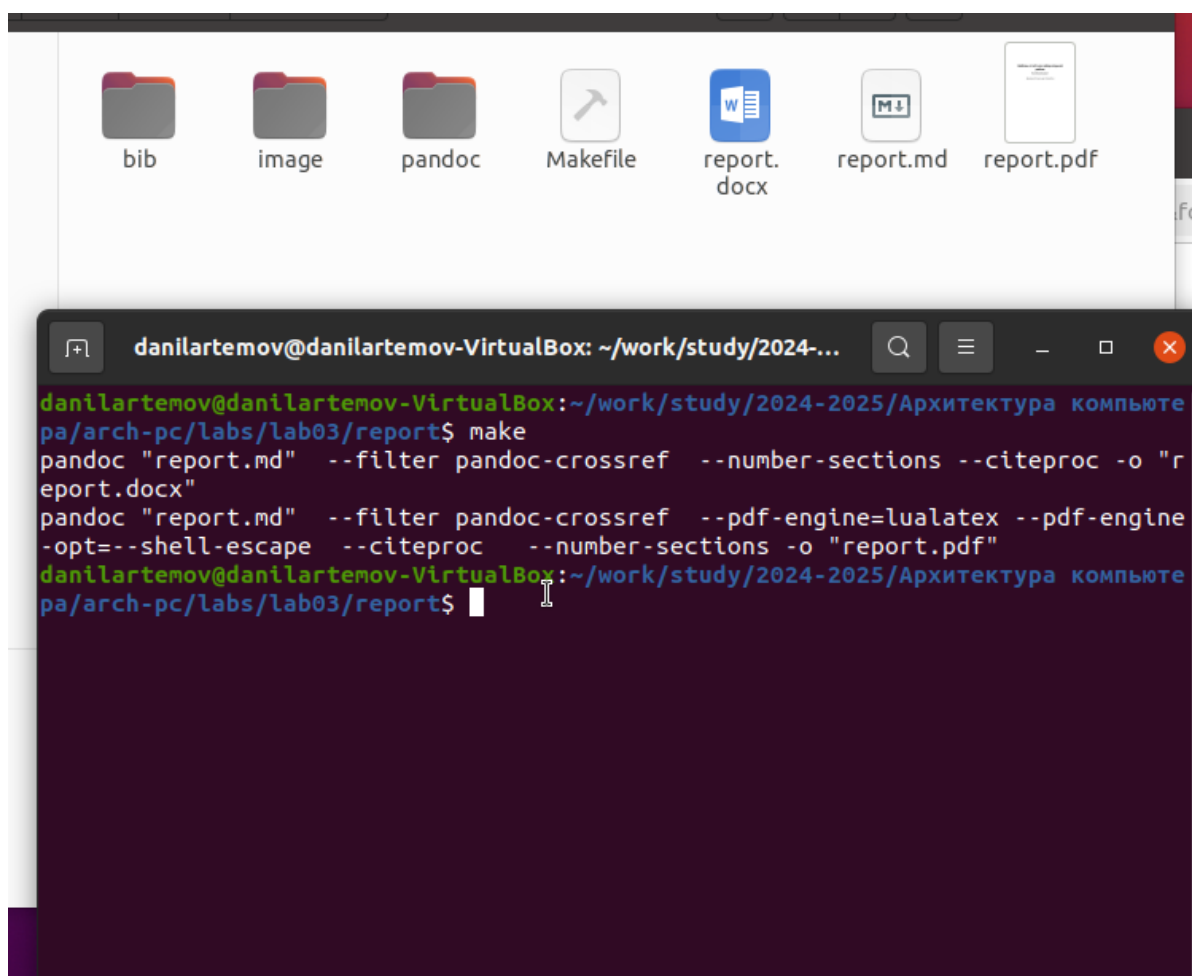 bib
image
pandoc
Makefile
report.
docx
report.md
report.pdf
danilartemov@danilartemov-VirtualBox: ~/work/study/2024-...
danilartemov@danilartemov-VirtualBox:~/work/study/2024-2025/Архитектура компьюте
ра/arch-pc/labs/lab03/report$ make
pandoc "report.md"  --filter pandoc-crossref  --number-sections --citeproc -o "r
eport.docx"
pandoc "report.md"  --filter pandoc-crossref  --pdf-engine=lualatex --pdf-engine
-opt=--shell-escape  --citeproc   --number-sections -o "report.pdf"
danilartemov@danilartemov-VirtualBox:~/work/study/2024-2025/Архитектура компьюте
ра/arch-pc/labs/lab03/report$